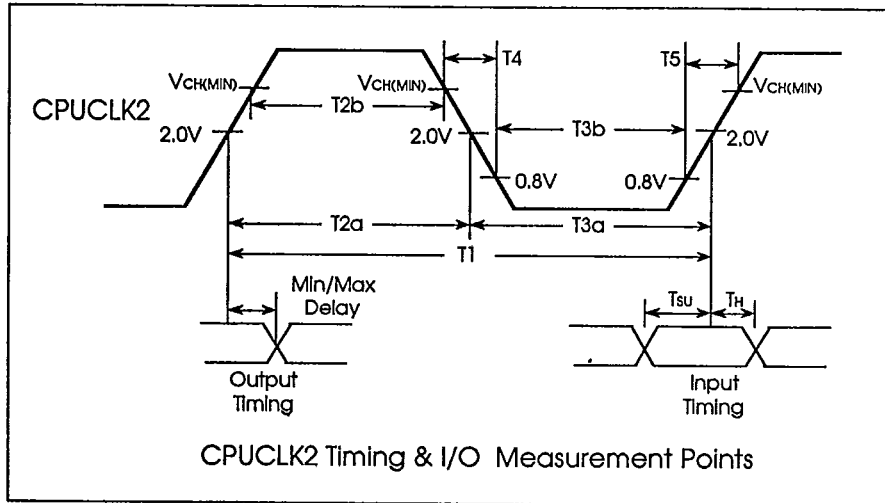 T4
T5
VCH(MIN)
VCH(MIN)
VCH(MIN)
T2b
CPUCLK2
2.0V
2.0V
T3b
2.0V
0.8V
0.8V
T2a
T3a
T1
Min/Max
Delay
TSU
TH
Output
Timing
Input
Timing
CPUCLK2 Timing & I/O Measurement Points